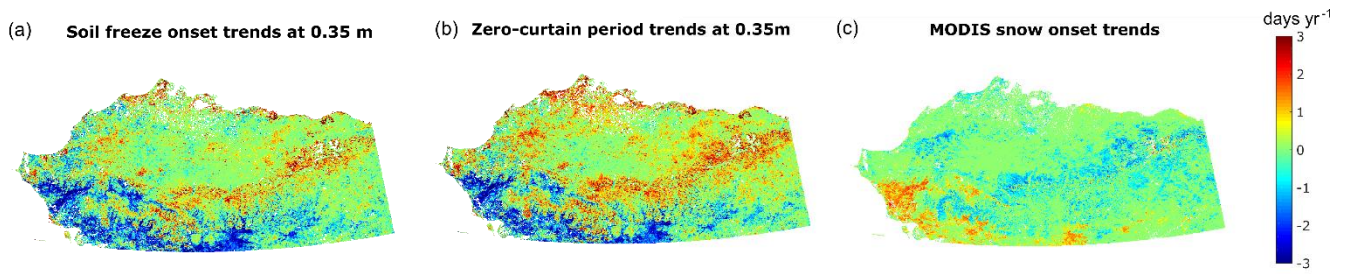 (a) Soil freeze onset trends at 0.35 m
(b) Zero-curtain period trends at 0.35m
(c) MODIS snow onset trends
days yr⁻¹
3
2
1
0
-1
-2
-3